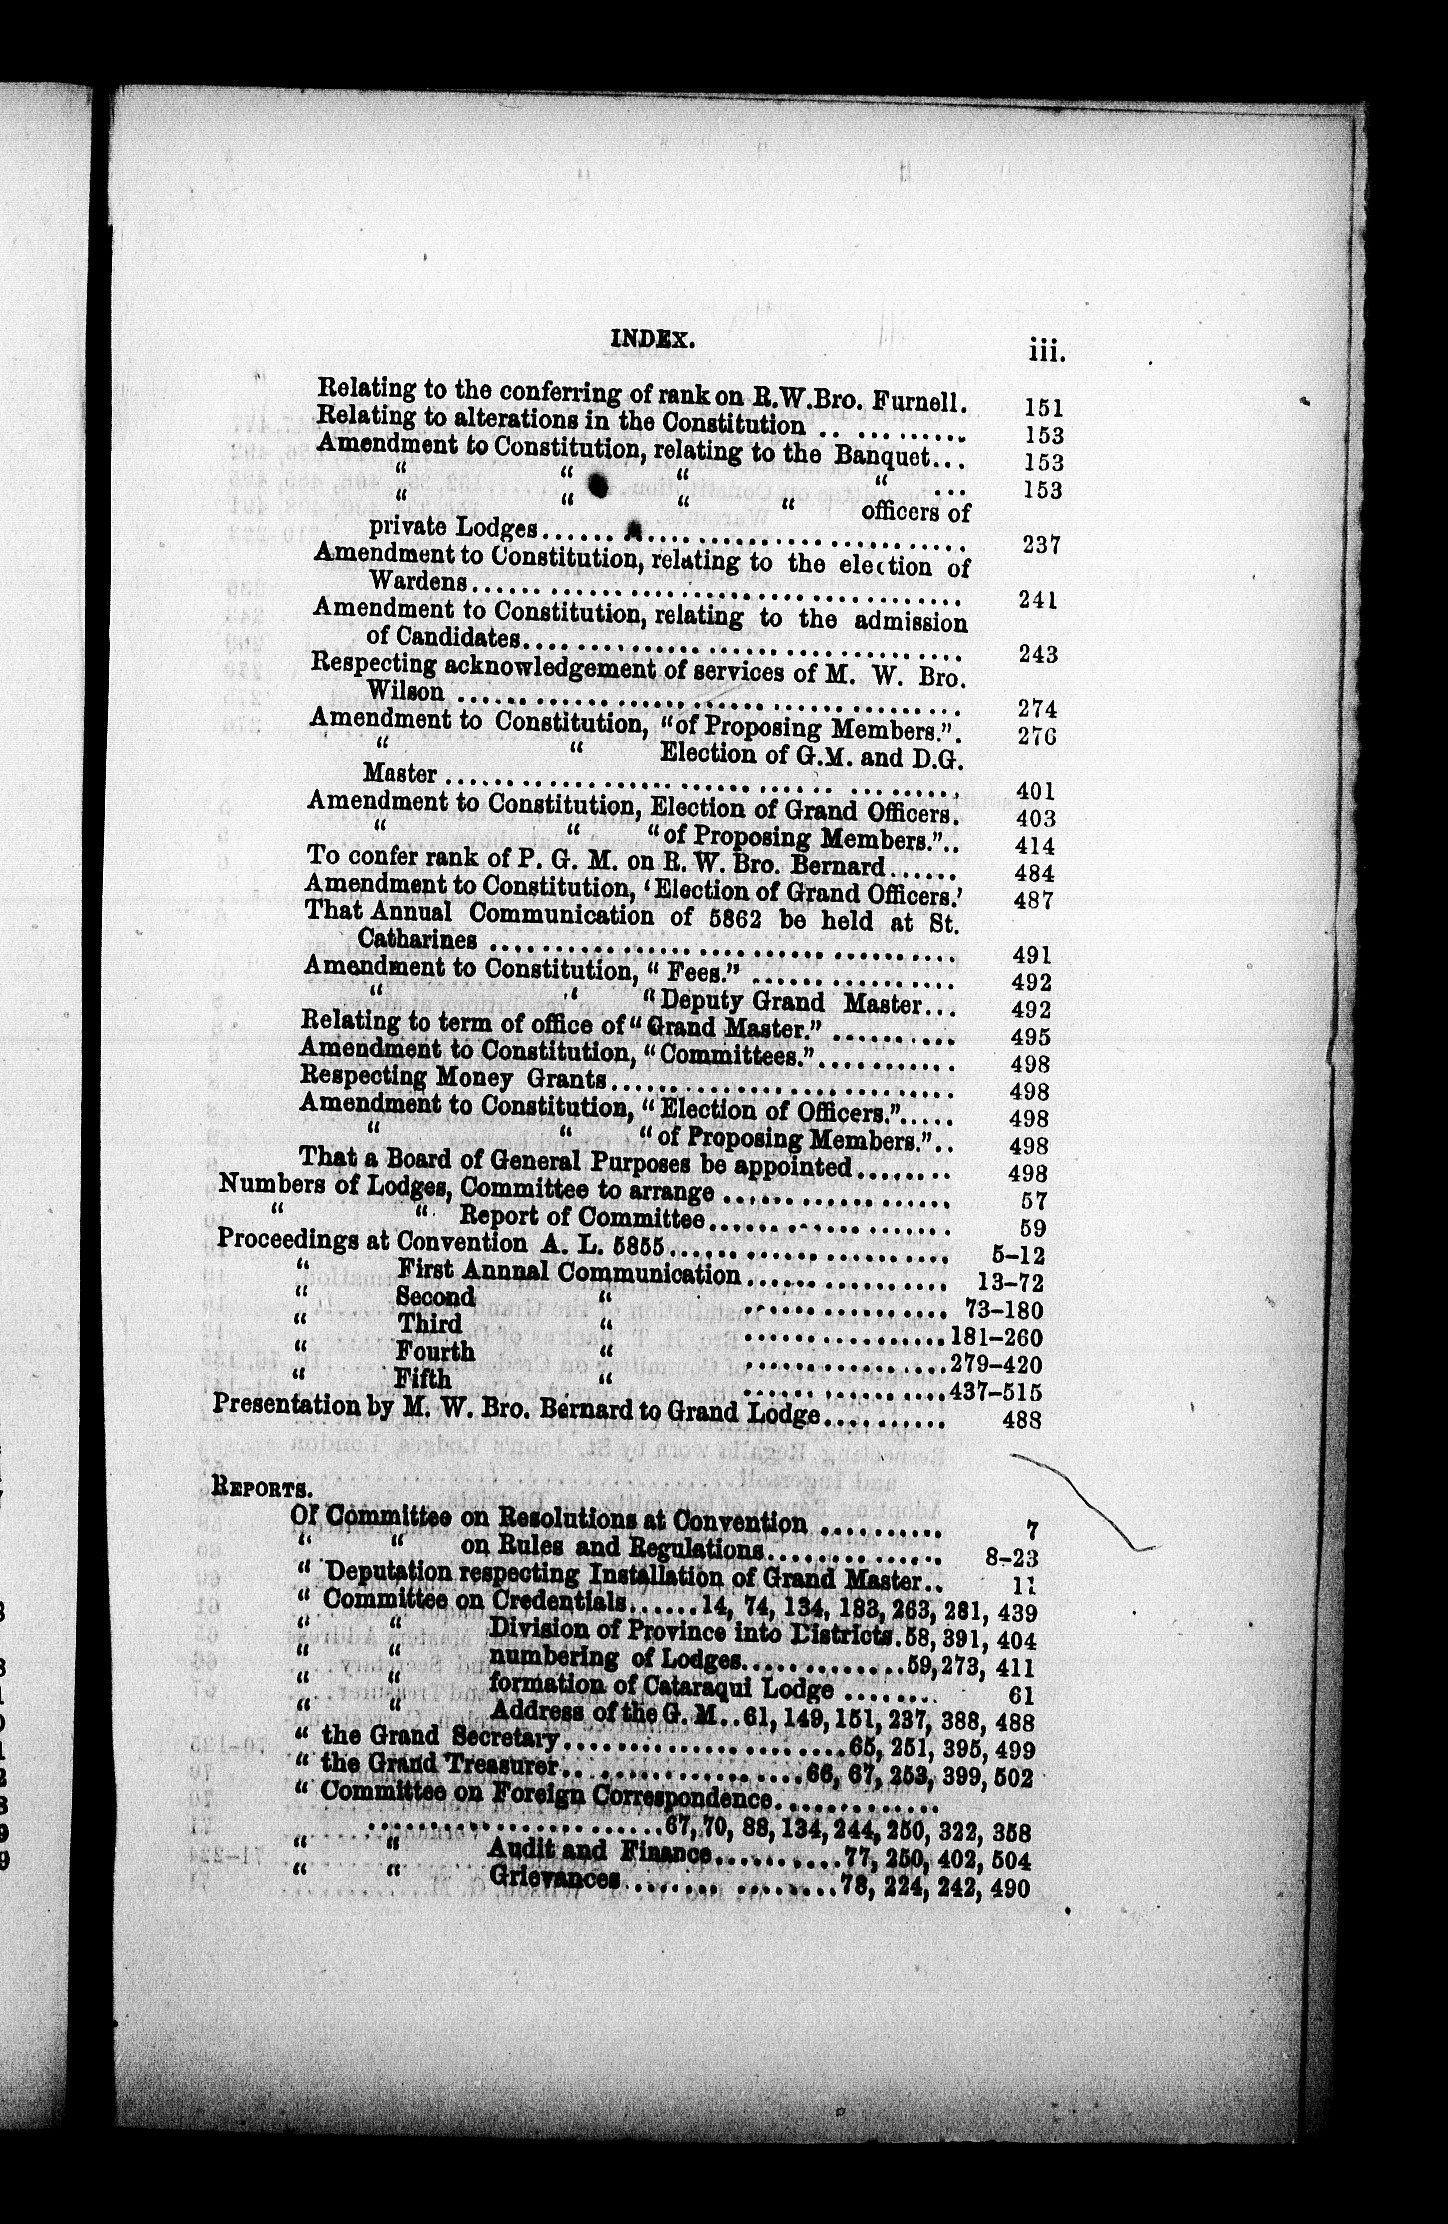 INDEX. iii.
Relating to the conferring of rank on R.W.Bro. Furnell. 151
Relating to alterations in the Constitution .. .......... 153
Amendment to Constitution, relating to the Banquet... 153
“ “ “ “ ... 153
“ “ “ “ officers of
private Lodges.................................. 237
Amendment to Constitution, relating to the election of
Wardens........................................ 241
Amendment to Constitution, relating to the admission
of Candidates................................... 243
Respecting acknowledgement of services of M. W. Bro.
Wilson ........................................ 274
Amendment to Constitution, “of Proposing Members.”. 276
“ “ Election of G.M. and D.G.
Master ........................................ 401
Amendment to Constitution, Election of Grand Officers. 403
“ “ “of Proposing Members.”.. 414
To confer rank of P. G. M. on R. W. Bro. Bernard...... 484
Amendment to Constitution, ‘Election of Grand Officers.’ 487
That Annual Communication of 5862 be held at St.
Catharines .................................... 491
Amendment to Constitution, “ Fees.” ................ 492
“ “ “Deputy Grand Master... 492
Relating to term of office of “Grand Master.” .......... 495
Amendment to Constitution, “Committees.”........... 498
Respecting Money Grants........................... 498
Amendment to Constitution, “Election of Officers.”..... 498
“ “ “of Proposing Members.”.. 498
That a Board of General Purposes be appointed........ 498
Numbers of Lodges, Committee to arrange .................. 57
“ “ Report of Committee................... 59
Proceedings at Convention A. L. 5855...................... 5–12
“ First Annnal Communication................ 13–72
“ Second “ ................ 73–180
“ Third “ ................181–260
“ Fourth “ ................279–420
“ Fifth “ ................437–515
Presentation by M. W. Bro. Bernard to Grand Lodge.......... 488
REPORTS.
Of Committee on Resolutions at Convention .......... 7
“ “ on Rules and Regulations.............. 8–23
“ Deputation respecting Installation of Grand Master.. 11
“ Committee on Credentials......14, 74, 134, 183, 263, 281, 439
“ “ Division of Province into Districts.58, 391, 404
“ “ numbering of Lodges.............59,273, 411
“ “ formation of Cataraqui Lodge ........ 61
“ “ Address of the G. M..61, 149, 151, 237, 388, 488
“ the Grand Secretary......................65, 251, 395, 499
“ the Grand Treasurer...................66, 67, 253, 399, 502
“ Committee on Foreign Correspondence.............
.......................67, 70, 88, 134, 244, 250, 322, 358
“ “ Audit and Finance..........77, 250, 402, 504
“ “ Grievances................78, 224, 242, 490